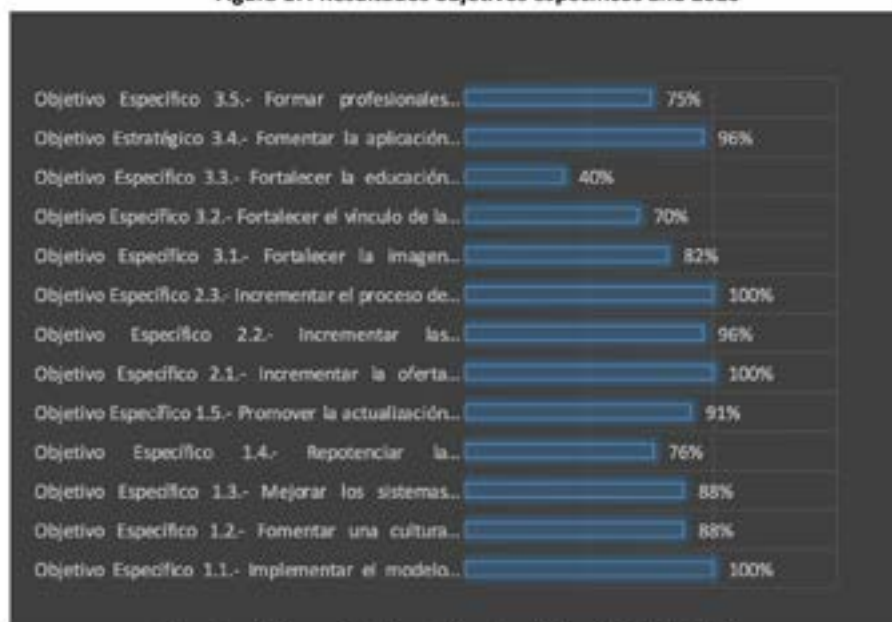 Objetivo Específico 3.5.- Formar profesionales... 75%
Objetivo Estratégico 3.4.- Fomentar la aplicación... 96%
Objetivo Específico 3.3.- Fortalecer la educación... 40%
Objetivo Específico 3.2.- Fortalecer el vínculo de la... 70%
Objetivo Específico 3.1.- Fortalecer la imagen... 82%
Objetivo Específico 2.3.- Incrementar el proceso de... 100%
Objetivo Específico 2.2.- Incrementar las... 96%
Objetivo Específico 2.1.- Incrementar la oferta... 100%
Objetivo Específico 1.5.- Promover la actualización... 91%
Objetivo Específico 1.4.- Repotenciar la... 76%
Objetivo Específico 1.3.- Mejorar los sistemas... 88%
Objetivo Específico 1.2.- Fomentar una cultura... 88%
Objetivo Específico 1.1.- Implementar el modelo... 100%